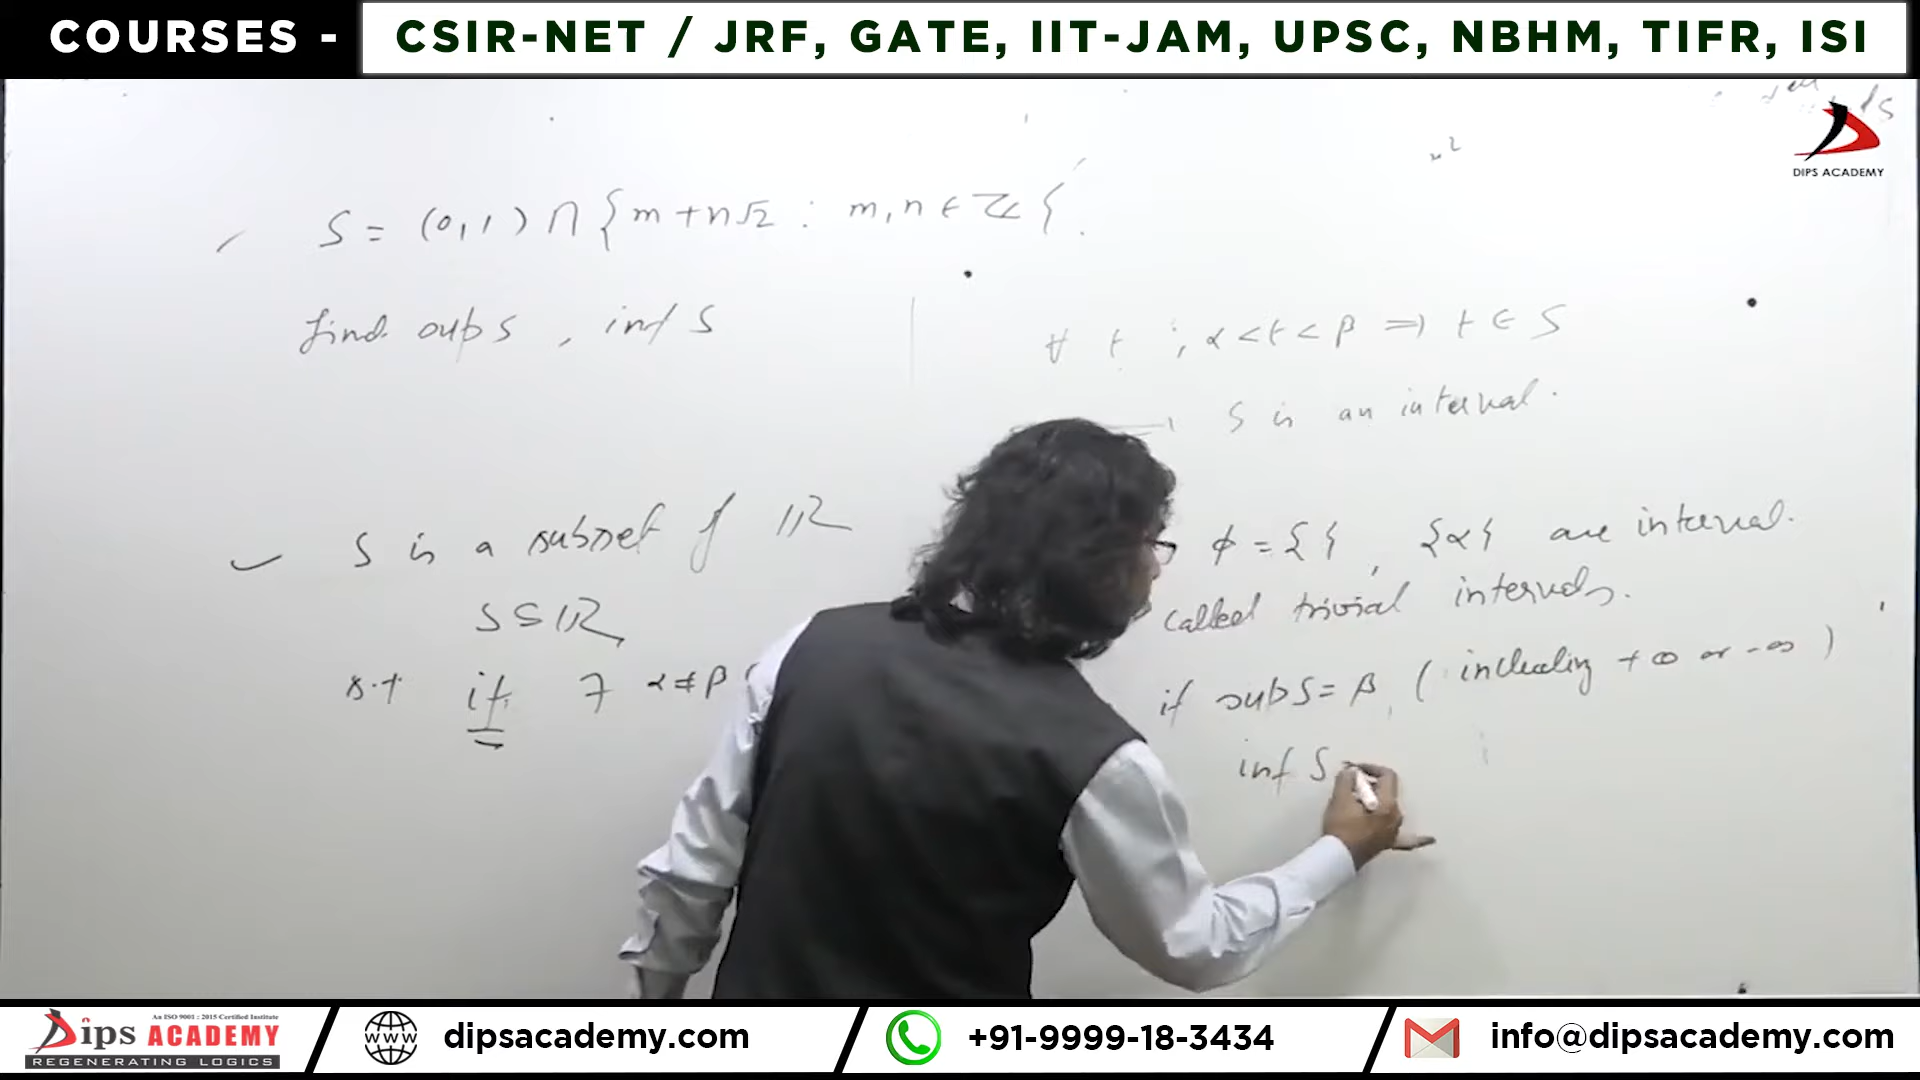 COURSES - CSIR-NET / JRF, GATE, IIT-JAM, UPSC, NBHM, TIFR, ISI
DIPS ACADEMY
x²
S = (0,1) ∩ {m+n√2 : m,n ∈ ℤ}.
find sup S, inf S
∀ t ; α<t<β ⇒ t ∈ S
S is an interval.
S is a subset of ℝ
S ⊆ ℝ
s.t if ∃ α≠β
φ = { }, {α} are interval.
called trivial intervals.
if sup S = β (including +∞ or -∞)
inf S =
An ISO 9001 : 2015 Certified Institute
Dips ACADEMY
REGENERATING LOGICS
dipsacademy.com
+91-9999-18-3434
info@dipsacademy.com